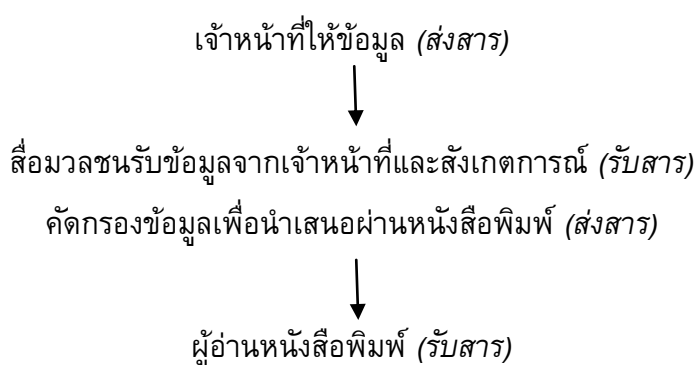 เจ้าหน้าที่ให้ข้อมูล (ส่งสาร)
สื่อมวลชนรับข้อมูลจากเจ้าหน้าที่และสังเกตการณ์ (รับสาร)
คัดกรองข้อมูลเพื่อนำเสนอผ่านหนังสือพิมพ์ (ส่งสาร)
ผู้อ่านหนังสือพิมพ์ (รับสาร)